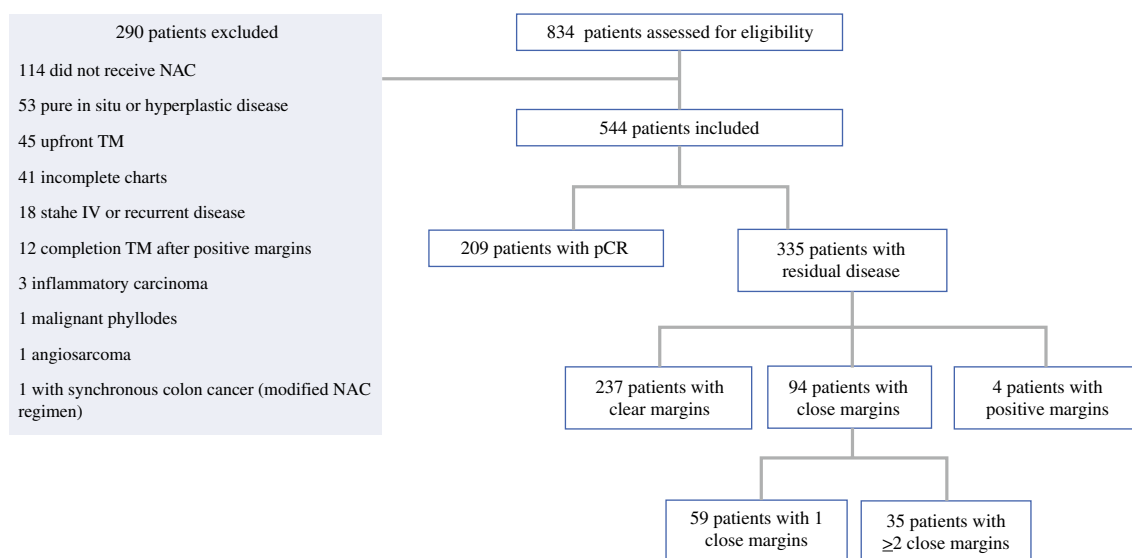 290 patients excluded
114 did not receive NAC
53 pure in situ or hyperplastic disease
45 upfront TM
41 incomplete charts
18 stahe IV or recurrent disease
12 completion TM after positive margins
3 inflammatory carcinoma
1 malignant phyllodes
1 angiosarcoma
1 with synchronous colon cancer (modified NAC
regimen)
834 patients assessed for eligibility
544 patients included
209 patients with pCR
335 patients with
residual disease
237 patients with
clear margins
94 patients with
close margins
4 patients with
positive margins
59 patients with 1
close margins
35 patients with
≥2 close margins